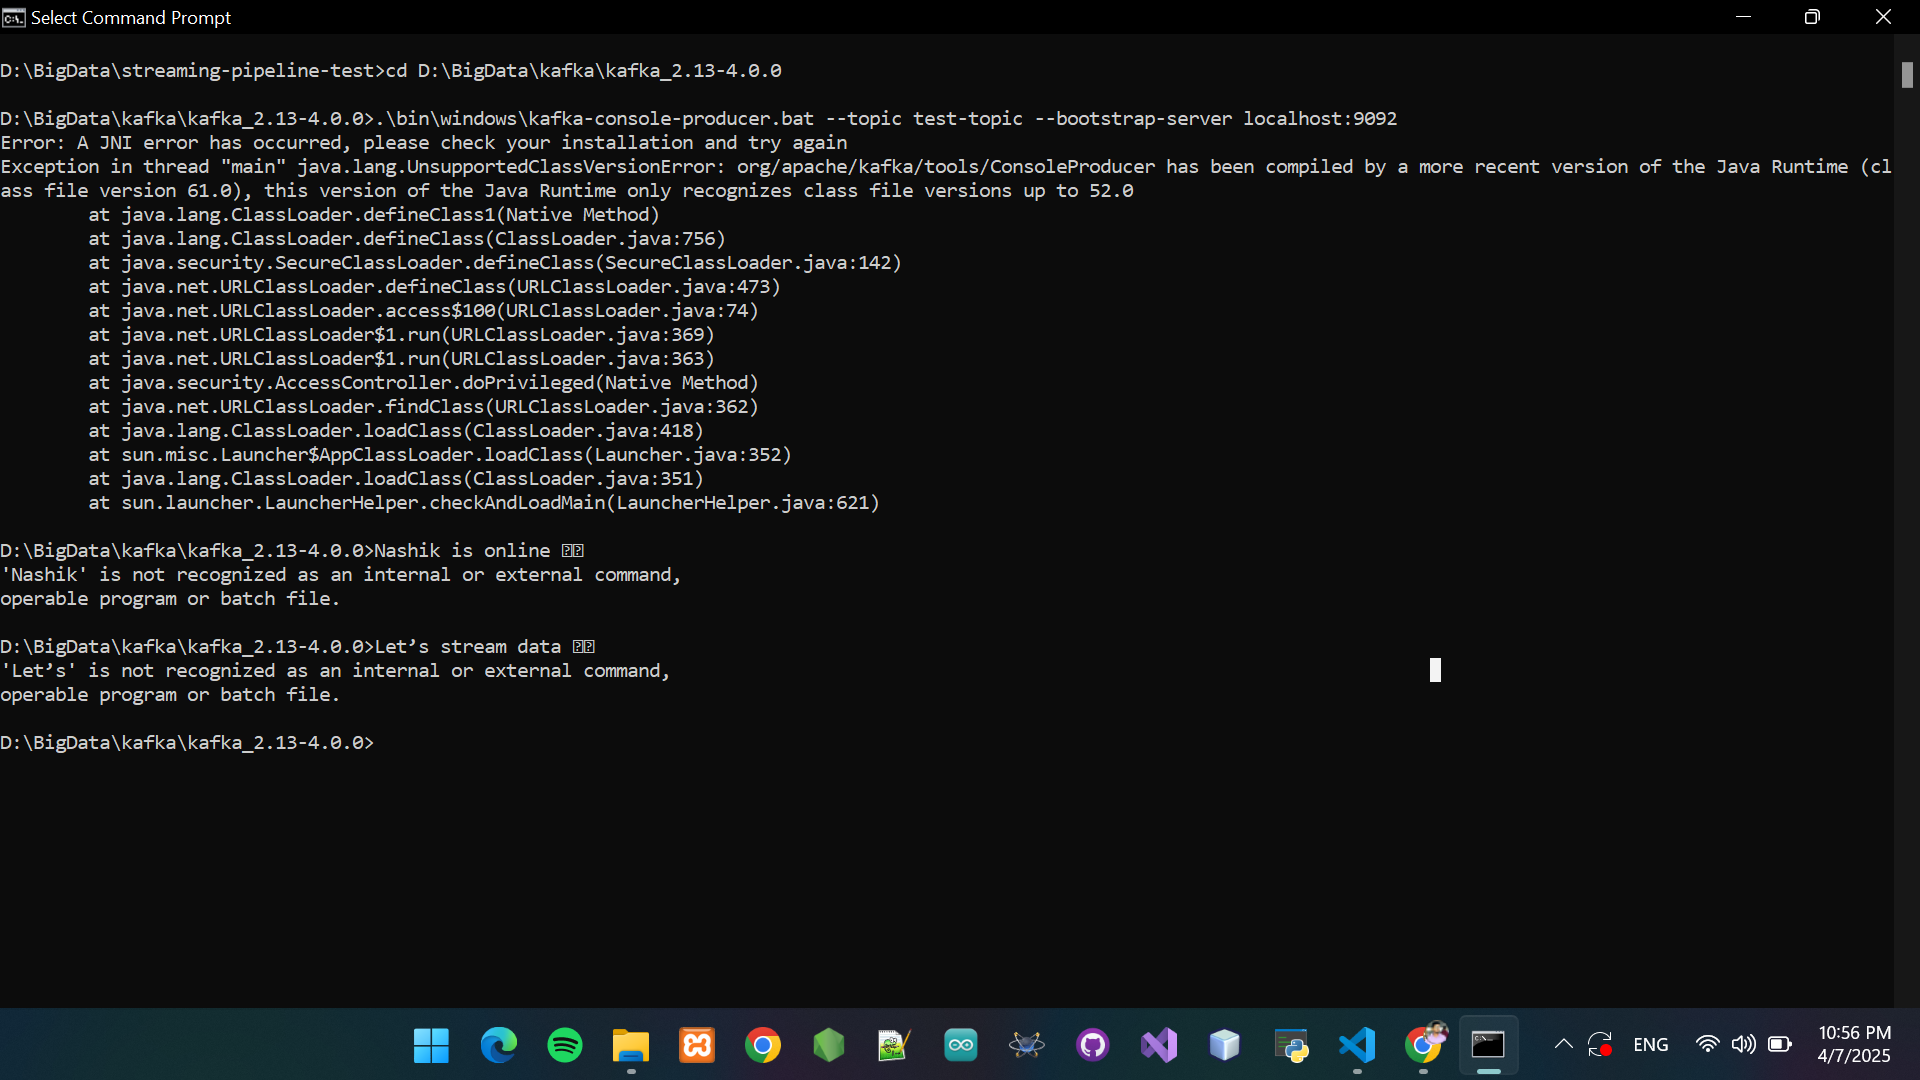 Select Command Prompt
D:\BigData\streaming-pipeline-test>cd D:\BigData\kafka\kafka_2.13-4.0.0
D:\BigData\kafka\kafka_2.13-4.0.0>.\bin\windows\kafka-console-producer.bat --topic test-topic --bootstrap-server localhost:9092
Error: A JNI error has occurred, please check your installation and try again
Exception in thread "main" java.lang.UnsupportedClassVersionError: org/apache/kafka/tools/ConsoleProducer has been compiled by a more recent version of the Java Runtime (cl
ass file version 61.0), this version of the Java Runtime only recognizes class file versions up to 52.0
at java.lang.ClassLoader.defineClass1(Native Method)
at java.lang.ClassLoader.defineClass(ClassLoader.java:756)
at java.security.SecureClassLoader.defineClass(SecureClassLoader.java:142)
at java.net.URLClassLoader.defineClass(URLClassLoader.java:473)
at java.net.URLClassLoader.access$100(URLClassLoader.java:74)
at java.net.URLClassLoader$1.run(URLClassLoader.java:369)
at java.net.URLClassLoader$1.run(URLClassLoader.java:363)
at java.security.AccessController.doPrivileged(Native Method)
at java.net.URLClassLoader.findClass(URLClassLoader.java:362)
at java.lang.ClassLoader.loadClass(ClassLoader.java:418)
at sun.misc.Launcher$AppClassLoader.loadClass(Launcher.java:352)
at java.lang.ClassLoader.loadClass(ClassLoader.java:351)
at sun.launcher.LauncherHelper.checkAndLoadMain(LauncherHelper.java:621)
D:\BigData\kafka\kafka_2.13-4.0.0>Nashik is online
'Nashik' is not recognized as an internal or external command,
operable program or batch file.
D:\BigData\kafka\kafka_2.13-4.0.0>Let’s stream data
'Let’s' is not recognized as an internal or external command,
operable program or batch file.
D:\BigData\kafka\kafka_2.13-4.0.0>
ENG
10:56 PM
4/7/2025